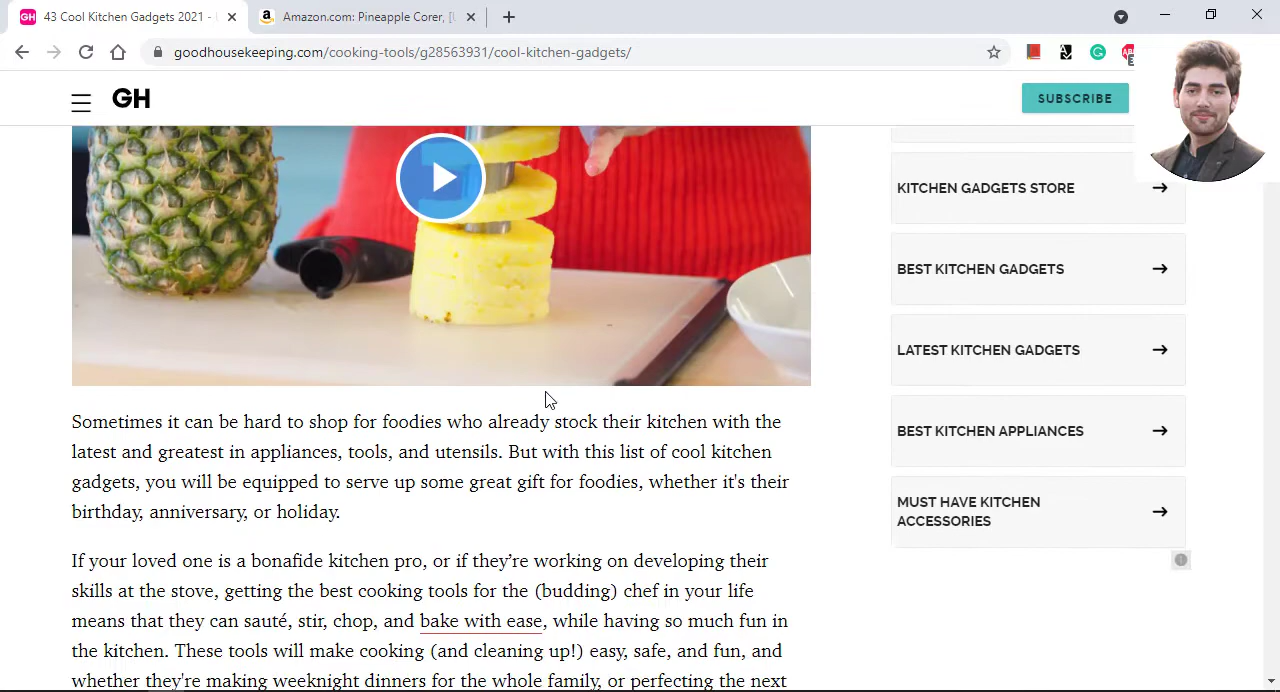 GH 43 Cool Kitchen Gadgets 2021 -
Amazon.com: Pineapple Corer, [U
goodhousekeeping.com/cooking-tools/g28563931/cool-kitchen-gadgets/
GH
SUBSCRIBE
KITCHEN GADGETS STORE
BEST KITCHEN GADGETS
LATEST KITCHEN GADGETS
BEST KITCHEN APPLIANCES
MUST HAVE KITCHEN
ACCESSORIES
Sometimes it can be hard to shop for foodies who already stock their kitchen with the
latest and greatest in appliances, tools, and utensils. But with this list of cool kitchen
gadgets, you will be equipped to serve up some great gift for foodies, whether it's their
birthday, anniversary, or holiday.
If your loved one is a bonafide kitchen pro, or if they're working on developing their
skills at the stove, getting the best cooking tools for the (budding) chef in your life
means that they can sauté, stir, chop, and bake with ease, while having so much fun in
the kitchen. These tools will make cooking (and cleaning up!) easy, safe, and fun, and
whether they're making weeknight dinners for the whole family, or perfecting the next